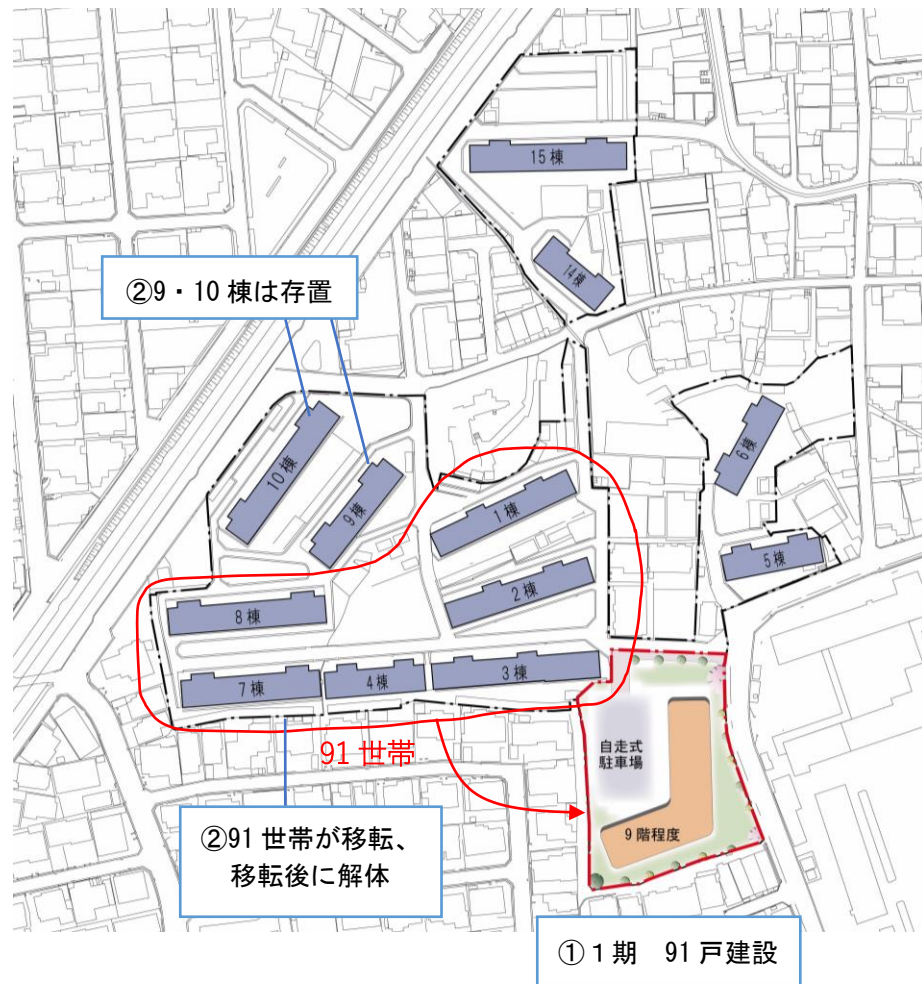 15棟
14棟
②9・10棟は存置
10棟
9棟
6棟
1棟
5棟
2棟
8棟
7棟
4棟
3棟
自走式
駐車場
91世帯
9階程度
②91世帯が移転、
移転後に解体
①1期 91戸建設